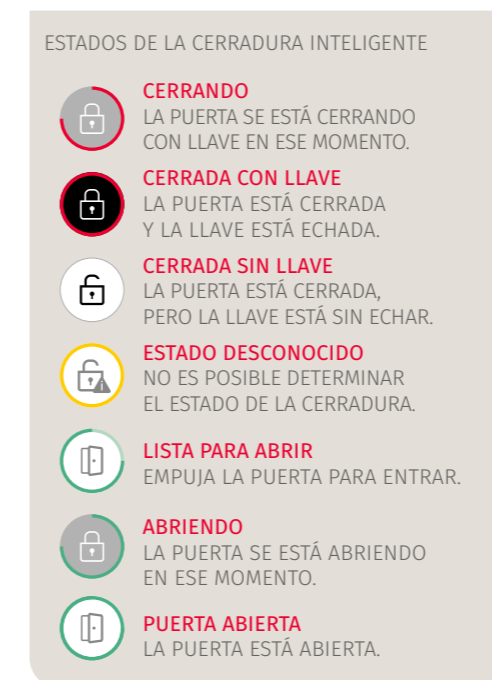 ESTADOS DE LA CERRADURA INTELIGENTE
CERRANDO
LA PUERTA SE ESTÁ CERRANDO
CON LLAVE EN ESE MOMENTO.
CERRADA CON LLAVE
LA PUERTA ESTÁ CERRADA
Y LA LLAVE ESTÁ ECHADA.
CERRADA SIN LLAVE
LA PUERTA ESTÁ CERRADA,
PERO LA LLAVE ESTÁ SIN ECHAR.
ESTADO DESCONOCIDO
NO ES POSIBLE DETERMINAR
EL ESTADO DE LA CERRADURA.
LISTA PARA ABRIR
EMPUJA LA PUERTA PARA ENTRAR.
ABRIENDO
LA PUERTA SE ESTÁ ABRIENDO
EN ESE MOMENTO.
PUERTA ABIERTA
LA PUERTA ESTÁ ABIERTA.